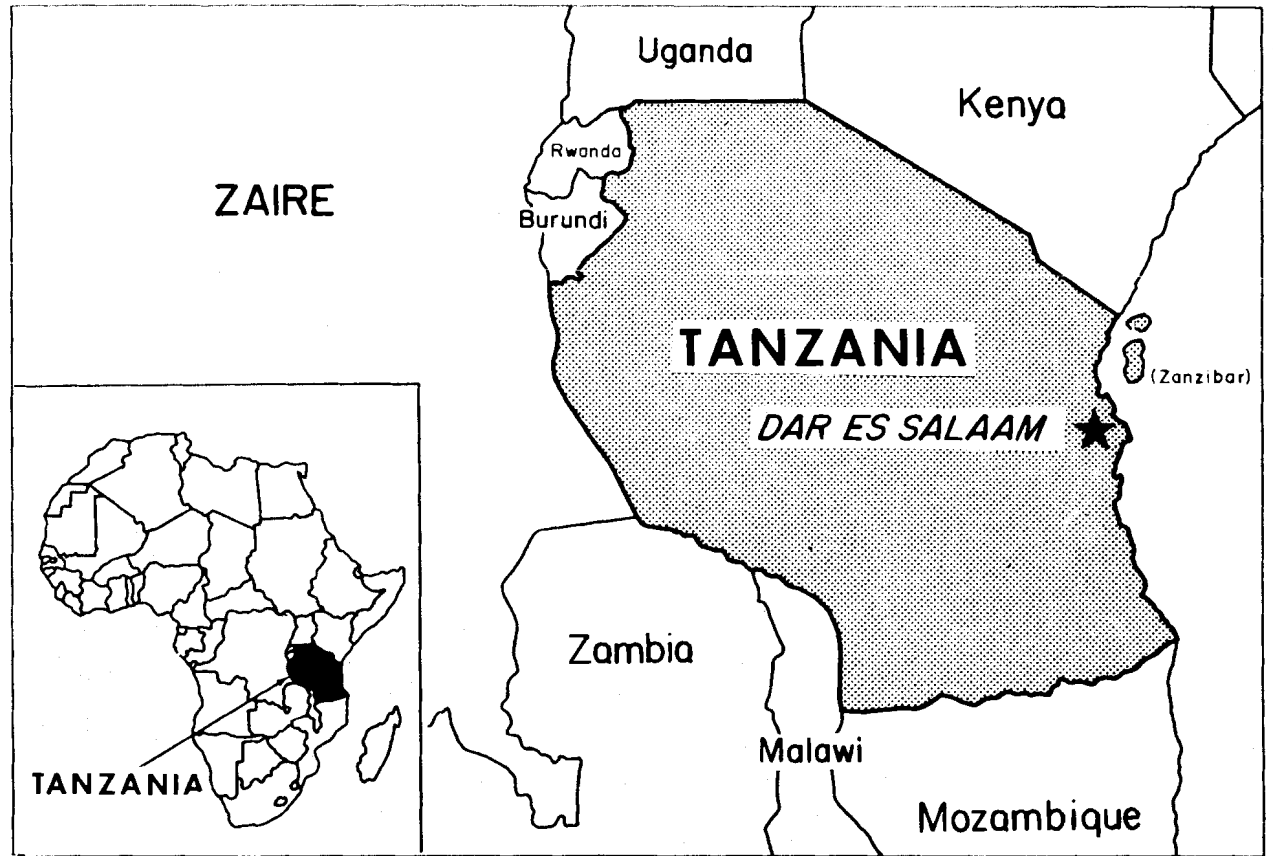 Uganda
Kenya
Rwanda
ZAIRE
Burundi
TANZANIA
(Zanzibar)
DAR ES SALAAM
Zambia
Malawi
TANZANIA
Mozambique